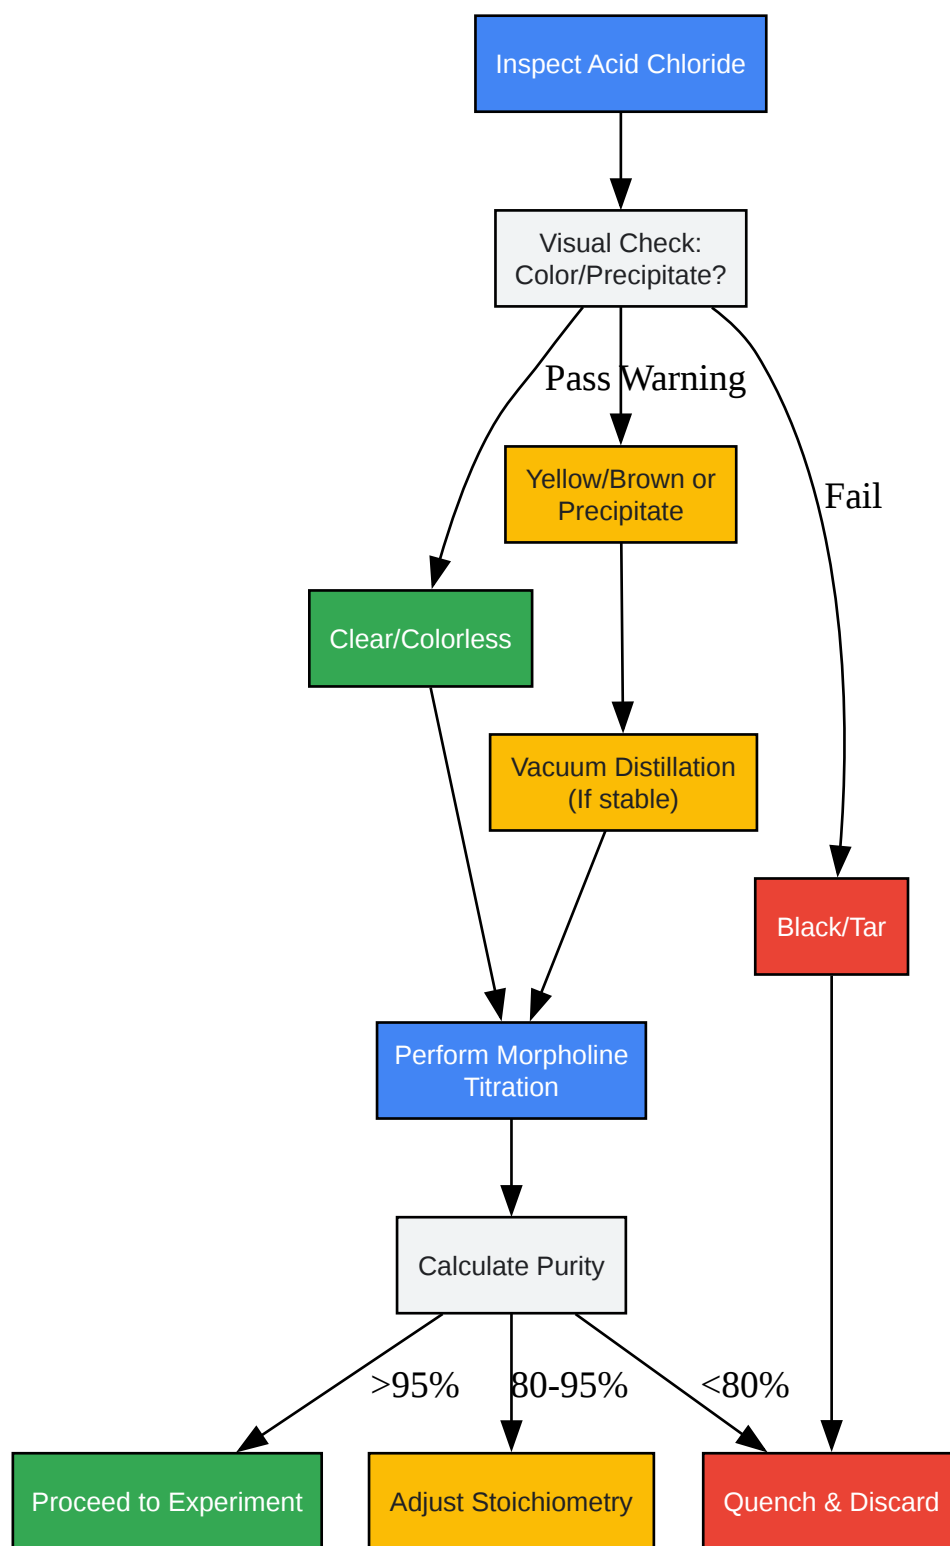 Inspect Acid Chloride
Visual Check:
Color/Precipitate?
Pass
Warning
Yellow/Brown or
Precipitate
Fail
Clear/Colorless
Vacuum Distillation
(If stable)
Black/Tar
Perform Morpholine
Titration
Calculate Purity
>95%
80-95%
<80%
Proceed to Experiment
Adjust Stoichiometry
Quench & Discard